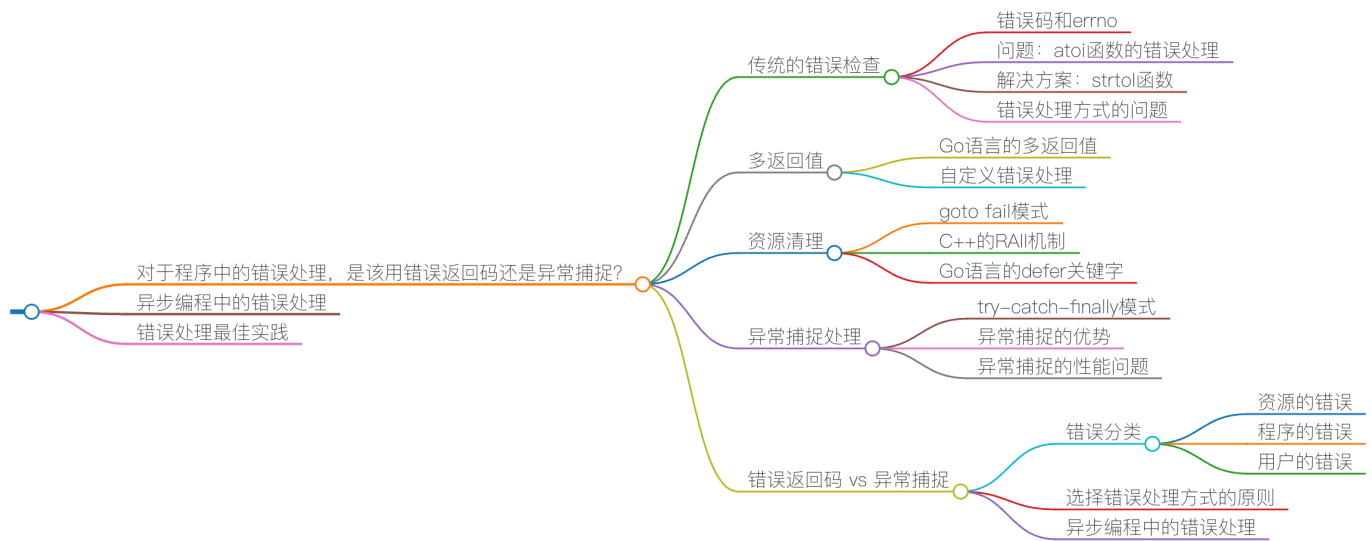 对于程序中的错误处理，是该用错误返回码还是异常捕捉？
传统的错误检查
错误码和errno
问题：atoi函数的错误处理
解决方案：strtol函数
错误处理方式的问题
多返回值
Go语言的多返回值
自定义错误处理
资源清理
goto fail模式
C++的RAII机制
Go语言的defer关键字
异常捕捉处理
try-catch-finally模式
异常捕捉的优势
异常捕捉的性能问题
错误返回码 vs 异常捕捉
错误分类
资源的错误
程序的错误
用户的错误
选择错误处理方式的原则
异步编程中的错误处理
异步编程中的错误处理
错误处理最佳实践